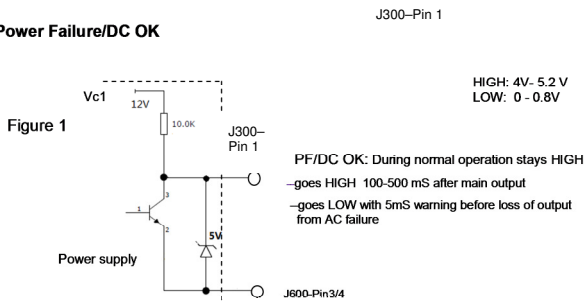 J300–Pin 1
Power Failure/DC OK
HIGH: 4V- 5.2 V
LOW: 0 - 0.8V
Vc1
12V
Figure 1
10.0K
J300–
Pin 1
PF/DC OK: During normal operation stays HIGH
–goes HIGH 100-500 mS after main output
–goes LOW with 5mS warning before loss of output
from AC failure
3
1
2
5V
Power supply
J600-Pin3/4